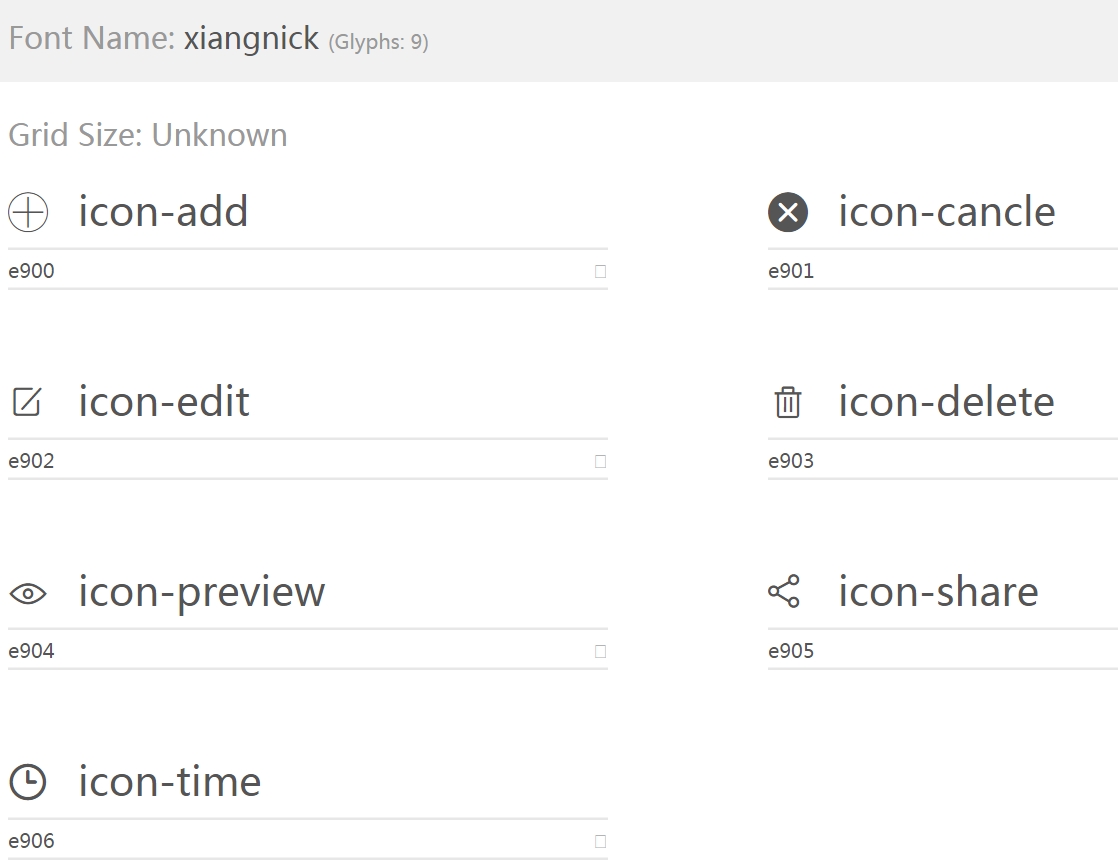 Font Name: xiangnick (Glyphs: 9)
Grid Size: Unknown
icon-add
e900
icon-cancle
e901
icon-edit
e902
icon-delete
e903
icon-preview
e904
icon-share
e905
icon-time
e906